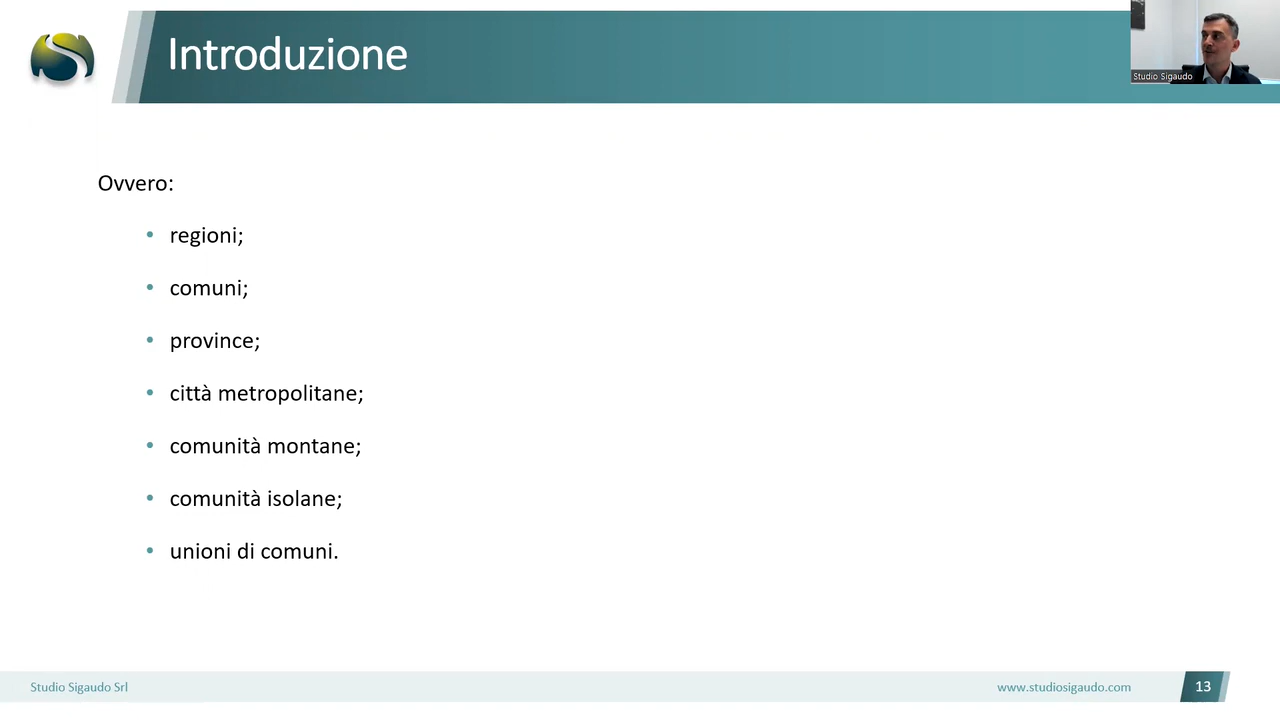 Introduzione
Studio Sigaudo
Ovvero:
• regioni;
• comuni;
• province;
• città metropolitane;
• comunità montane;
• comunità isolane;
• unioni di comuni.
Studio Sigaudo Srl
www.studiosigaudo.com
13